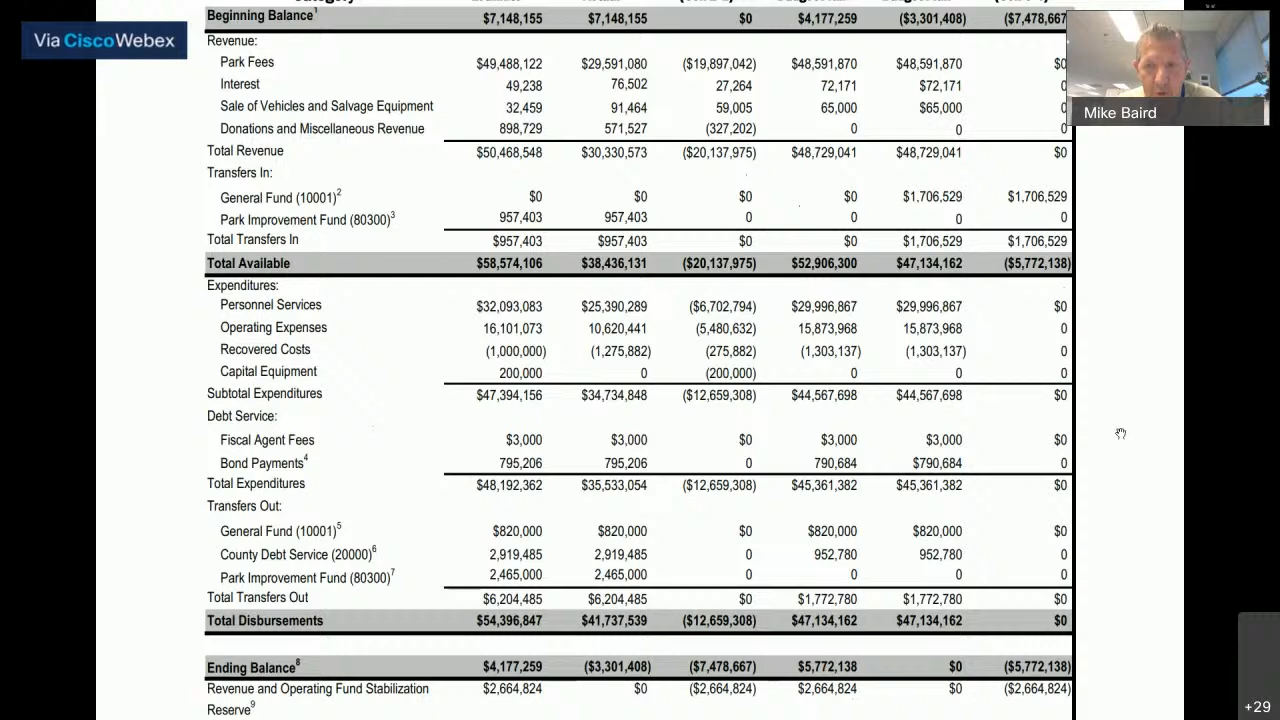 Via Cisco Webex
Mike Baird
Beginning Balance1 $7,148,155 $7,148,155 $0 $4,177,259 ($3,301,408) ($7,478,667
Revenue:
Park Fees $49,488,122 $29,591,080 ($19,897,042) $48,591,870 $48,591,870 $0
Interest 49,238 76,502 27,264 72,171 $72,171 0
Sale of Vehicles and Salvage Equipment 32,459 91,464 59,005 65,000 $65,000 0
Donations and Miscellaneous Revenue 898,729 571,527 (327,202) 0 0 0
Total Revenue $50,468,548 $30,330,573 ($20,137,975) $48,729,041 $48,729,041 $0
Transfers In:
General Fund (10001)2 $0 $0 $0 $0 $1,706,529 $1,706,529
Park Improvement Fund (80300)3 957,403 957,403 0 0 0 0
Total Transfers In $957,403 $957,403 $0 $0 $1,706,529 $1,706,529
Total Available $58,574,106 $38,436,131 ($20,137,975) $52,906,300 $47,134,162 ($5,772,138)
Expenditures:
Personnel Services $32,093,083 $25,390,289 ($6,702,794) $29,996,867 $29,996,867 $0
Operating Expenses 16,101,073 10,620,441 (5,480,632) 15,873,968 15,873,968 0
Recovered Costs (1,000,000) (1,275,882) (275,882) (1,303,137) (1,303,137) 0
Capital Equipment 200,000 0 (200,000) 0 0 0
Subtotal Expenditures $47,394,156 $34,734,848 ($12,659,308) $44,567,698 $44,567,698 $0
Debt Service:
Fiscal Agent Fees $3,000 $3,000 $0 $3,000 $3,000 $0
Bond Payments4 795,206 795,206 0 790,684 $790,684 0
Total Expenditures $48,192,362 $35,533,054 ($12,659,308) $45,361,382 $45,361,382 $0
Transfers Out:
General Fund (10001)5 $820,000 $820,000 $0 $820,000 $820,000 $0
County Debt Service (20000)6 2,919,485 2,919,485 0 952,780 952,780 0
Park Improvement Fund (80300)7 2,465,000 2,465,000 0 0 0 0
Total Transfers Out $6,204,485 $6,204,485 $0 $1,772,780 $1,772,780 $0
Total Disbursements $54,396,847 $41,737,539 ($12,659,308) $47,134,162 $47,134,162 $0
Ending Balance8 $4,177,259 ($3,301,408) ($7,478,667) $5,772,138 $0 ($5,772,138)
Revenue and Operating Fund Stabilization $2,664,824 $0 ($2,664,824) $2,664,824 $0 ($2,664,824)
Reserve9
+29